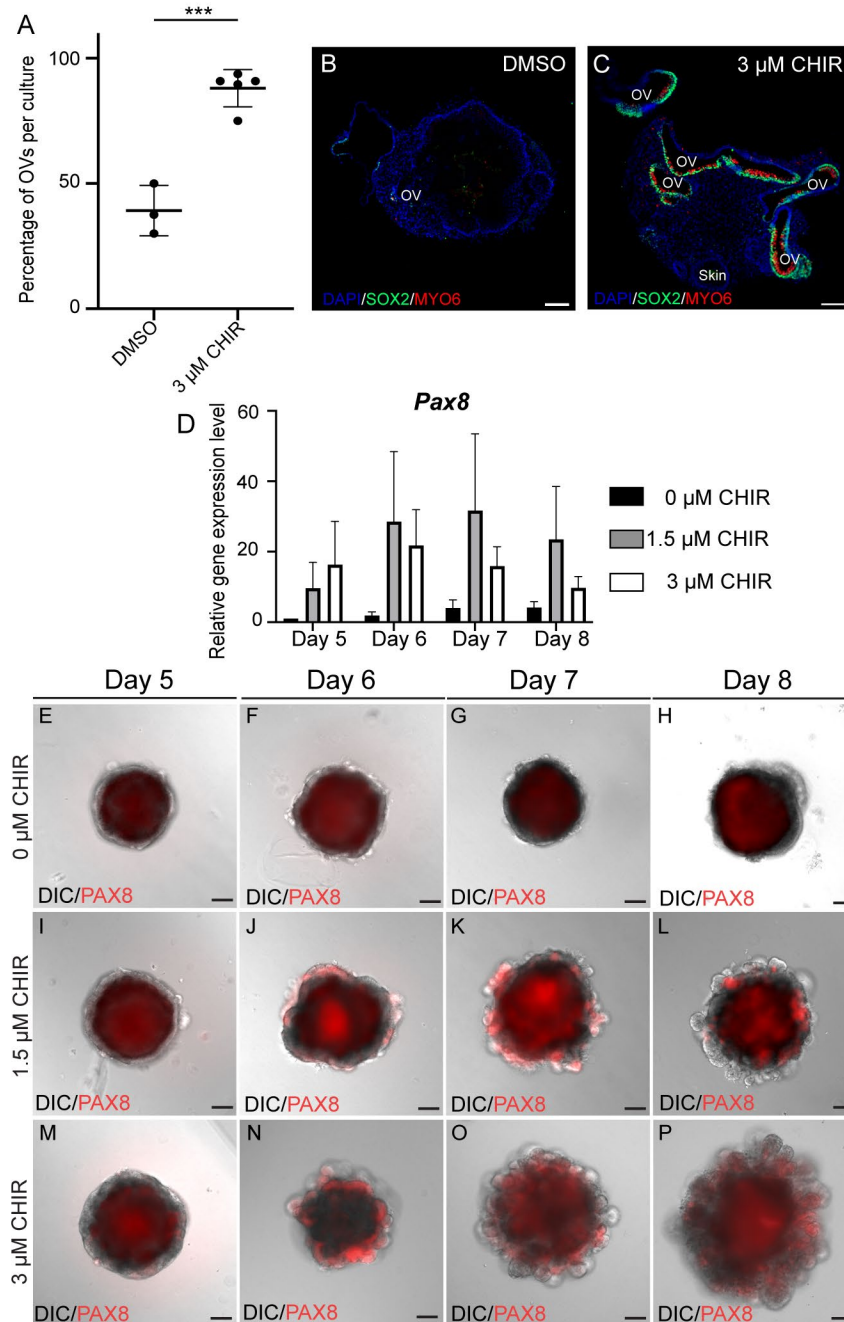 A
***
Percentage of OVs per culture
100
50
0
DMSO
3 µM CHIR
B
DMSO
OV
DAPI/SOX2/MYO6
C
3 µM CHIR
OV
OV
OV
OV
OV
Skin
DAPI/SOX2/MYO6
D
Pax8
Relative gene expression level
60
40
20
0
Day 5
Day 6
Day 7
Day 8
0 µM CHIR
1.5 µM CHIR
3 µM CHIR
Day 5
Day 6
Day 7
Day 8
0 µM CHIR
E
DIC/PAX8
F
DIC/PAX8
G
DIC/PAX8
H
DIC/PAX8
1.5 µM CHIR
I
DIC/PAX8
J
DIC/PAX8
K
DIC/PAX8
L
DIC/PAX8
3 µM CHIR
M
DIC/PAX8
N
DIC/PAX8
O
DIC/PAX8
P
DIC/PAX8